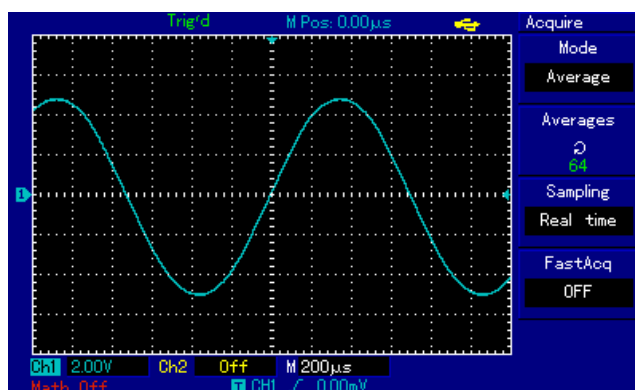 Trig'd M Pos: 0.00μs Acquire
Mode
Average
Averages
64
Sampling
Real time
FastAcq
OFF
1
Ch1 2.00V Ch2 Off M 200μs
Math Off T CH1 / 0.00mV